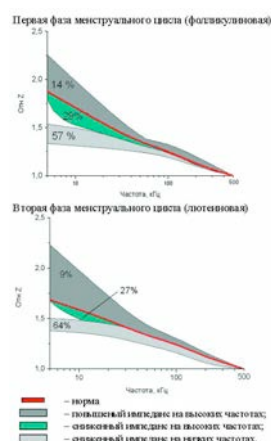 Первая фаза менструального цикла (фолликулиновая)
2,5
2,0
1,5
1,0
Отн Z
14 %
29%
57 %
10
100
500
Частота, кГц
Вторая фаза менструального цикла (лютеиновая)
2,5
2,0
1,5
1,0
Отн Z
9%
27%
64%
10
100
500
Частота, кГц
– норма
– повышенный импеданс на высоких частотах;
– сниженный импеданс на высоких частотах;
– сниженный импеданс на низких частотах;